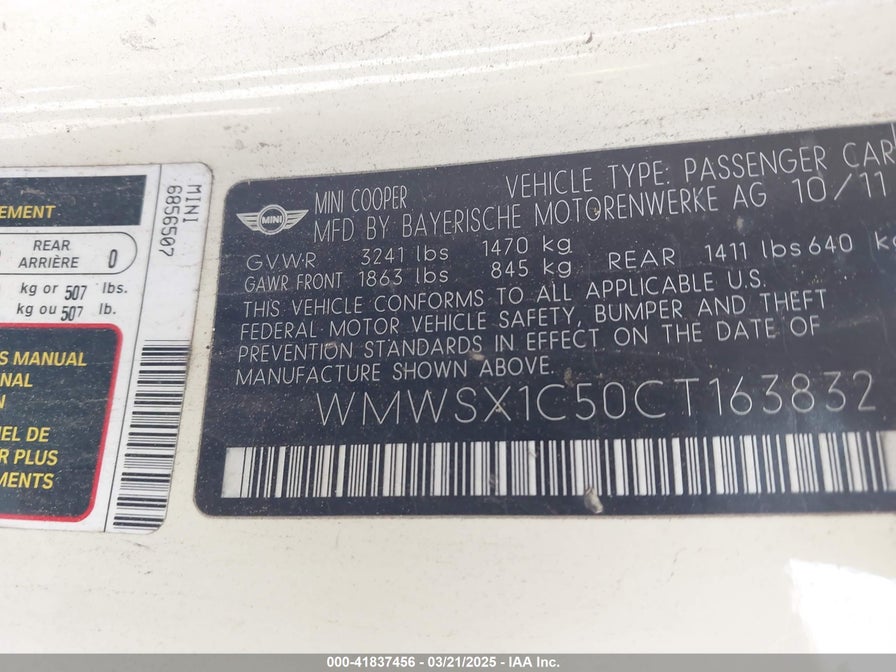 EMENT
REAR
ARRIÈRE
0
kg or 507 lbs.
kg ou 507 lb.
S MANUAL
NAL
N
EL DE
R PLUS
MENTS
MINI
6856507
MINI
MINI COOPER VEHICLE TYPE: PASSENGER CAR
MFD BY BAYERISCHE MOTORENWERKE AG 10/11
GVWR 3241 lbs 1470 kg
GAWR FRONT 1863 lbs 845 kg REAR 1411 lbs 640 k
THIS VEHICLE CONFORMS TO ALL APPLICABLE U.S.
FEDERAL MOTOR VEHICLE SAFETY, BUMPER AND THEFT
PREVENTION STANDARDS IN EFFECT ON THE DATE OF
MANUFACTURE SHOWN ABOVE.
WMWSX1C50CT163832
000-41837456 - 03/21/2025 - IAA Inc.